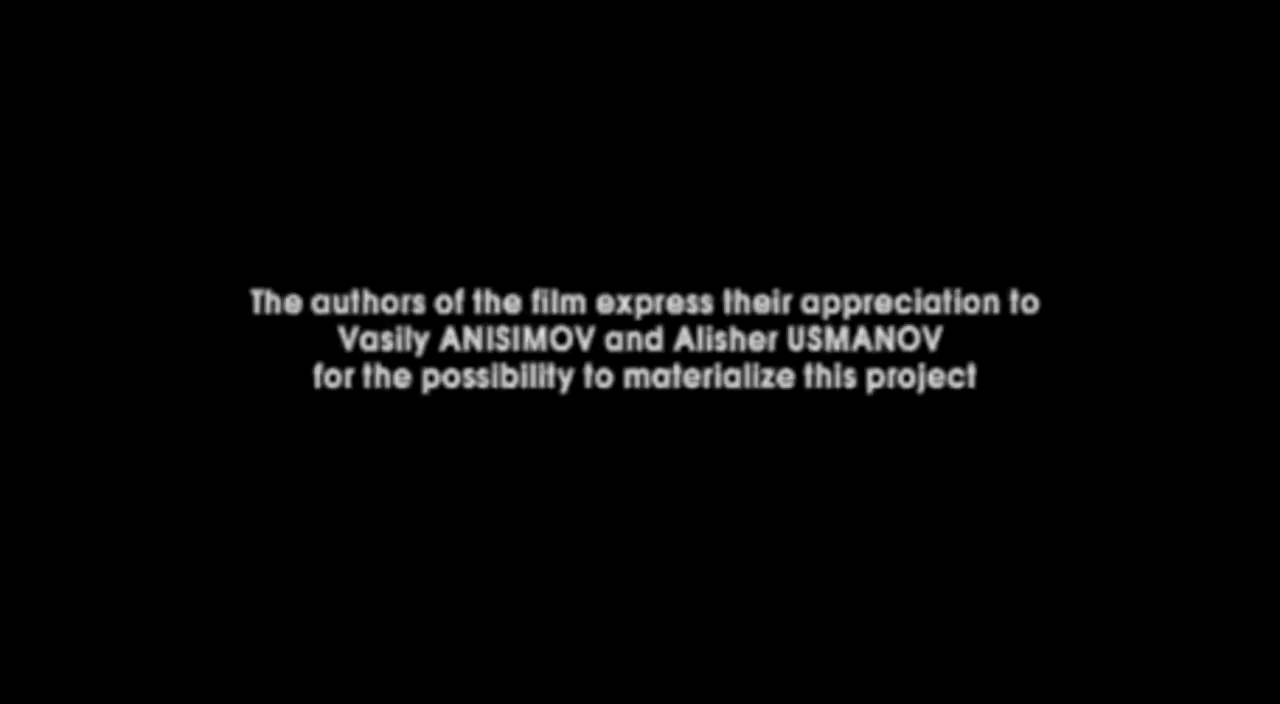 The authors of the film express their appreciation to
Vasily ANISIMOV and Alisher USMANOV
for the possibility to materialize this project